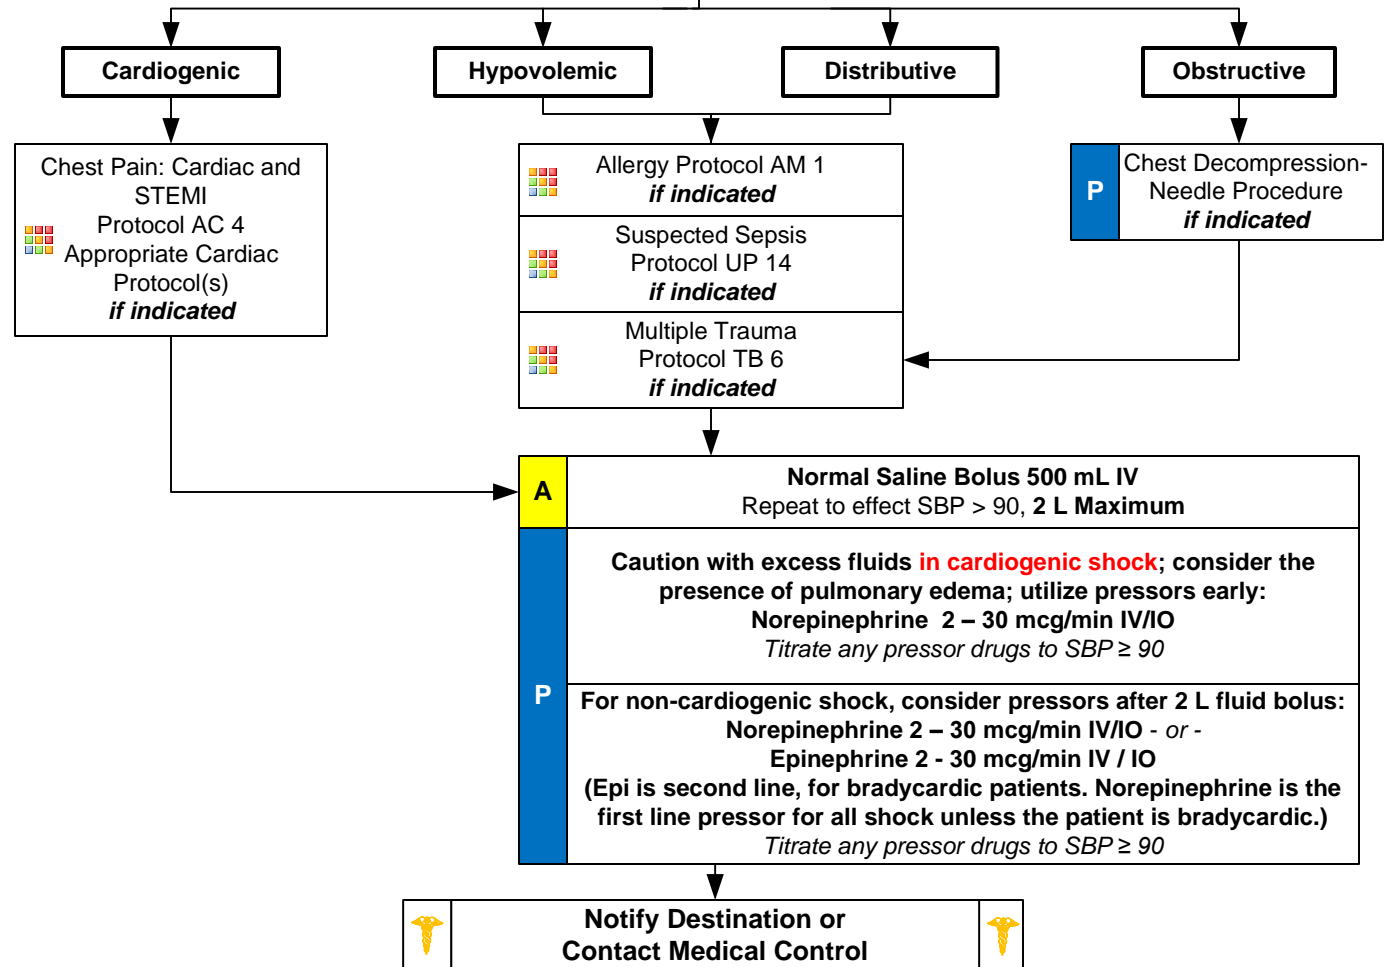 Cardiogenic
Hypovolemic
Distributive
Obstructive
Chest Pain: Cardiac and
STEMI
Protocol AC 4
Appropriate Cardiac
Protocol(s)
if indicated
Allergy Protocol AM 1
if indicated
Suspected Sepsis
Protocol UP 14
if indicated
Multiple Trauma
Protocol TB 6
if indicated
P
Chest Decompression-
Needle Procedure
if indicated
A
Normal Saline Bolus 500 mL IV
Repeat to effect SBP > 90, 2 L Maximum
P
Caution with excess fluids in cardiogenic shock; consider the
presence of pulmonary edema; utilize pressors early:
Norepinephrine 2 – 30 mcg/min IV/IO
Titrate any pressor drugs to SBP ≥ 90
For non-cardiogenic shock, consider pressors after 2 L fluid bolus:
Norepinephrine 2 – 30 mcg/min IV/IO - or -
Epinephrine 2 - 30 mcg/min IV / IO
(Epi is second line, for bradycardic patients. Norepinephrine is the
first line pressor for all shock unless the patient is bradycardic.)
Titrate any pressor drugs to SBP ≥ 90
Notify Destination or
Contact Medical Control